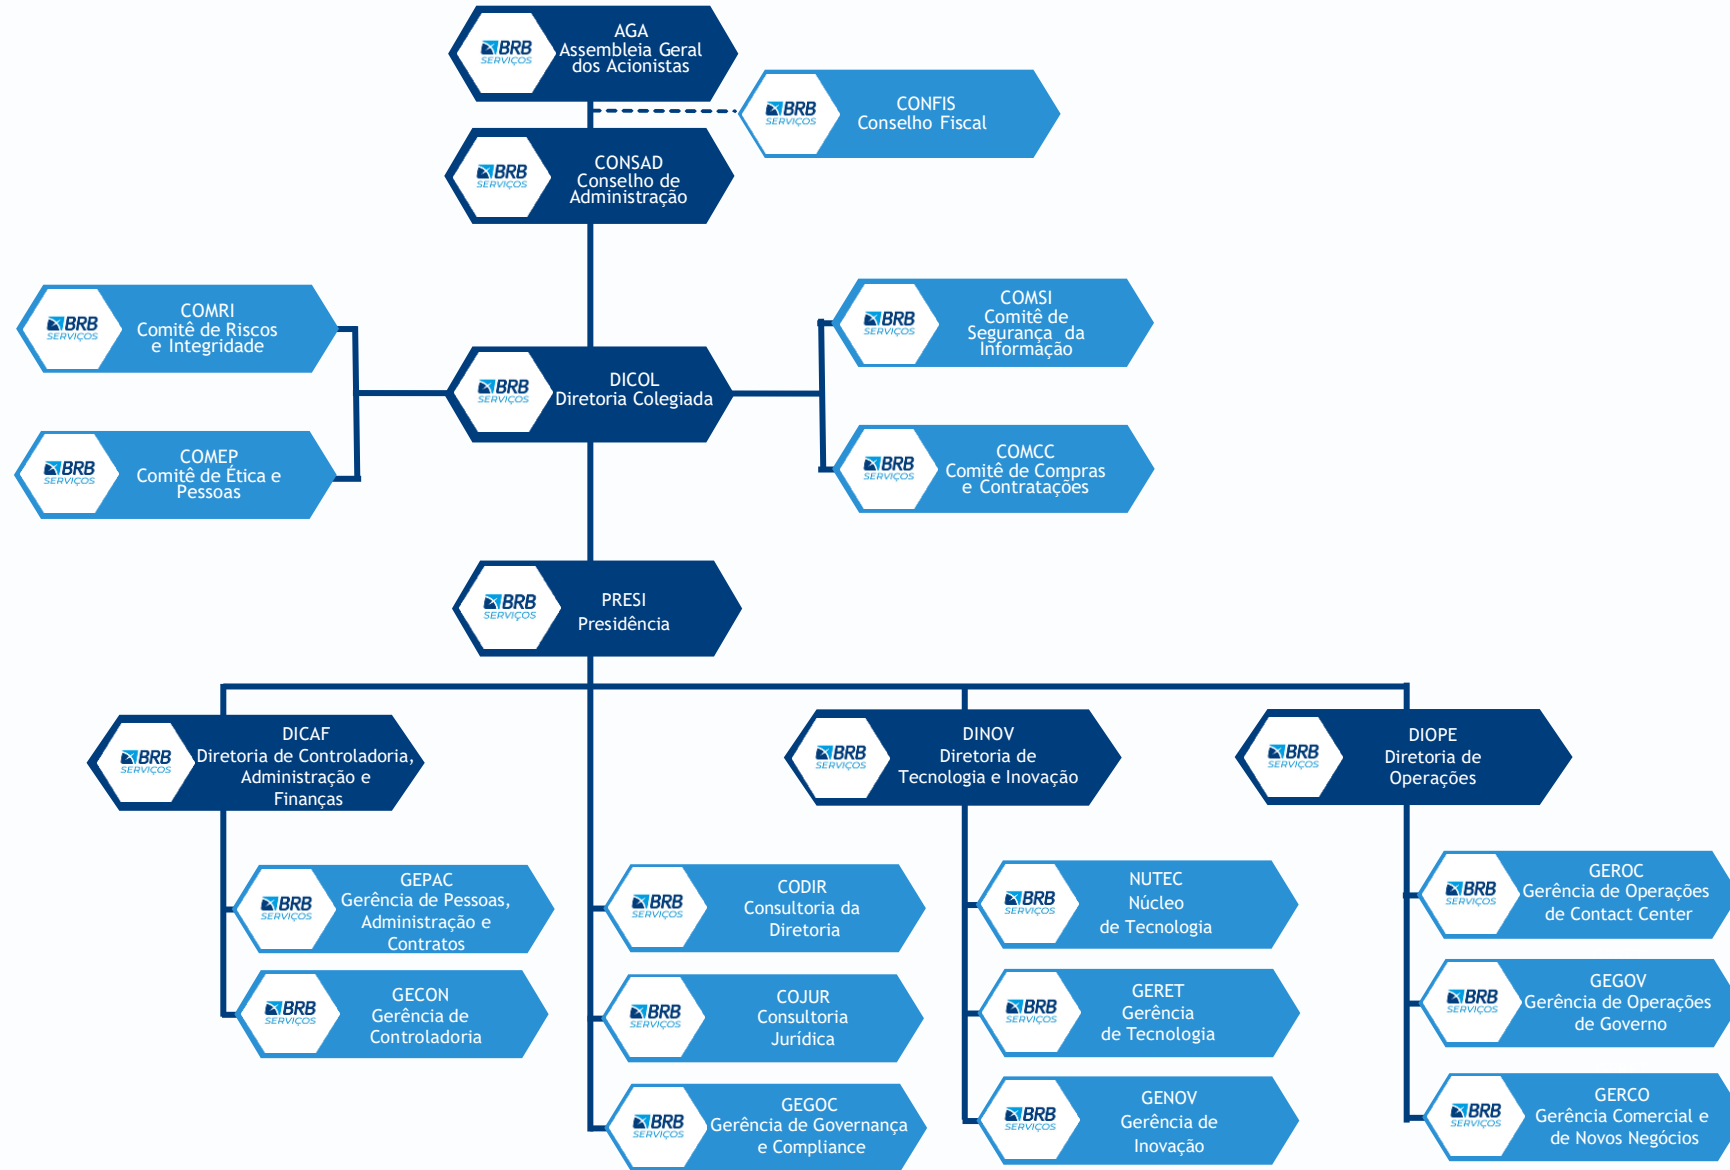 BRB
SERVIÇOS
AGA
Assembleia Geral
dos Acionistas
BRB
SERVIÇOS
CONFIS
Conselho Fiscal
BRB
SERVIÇOS
CONSAD
Conselho de
Administração
BRB
SERVIÇOS
COMRI
Comitê de Riscos
e Integridade
BRB
SERVIÇOS
COMSI
Comitê de
Segurança da
Informação
BRB
SERVIÇOS
DICOL
Diretoria Colegiada
BRB
SERVIÇOS
COMEP
Comitê de Ética e
Pessoas
BRB
SERVIÇOS
COMCC
Comitê de Compras
e Contratações
BRB
SERVIÇOS
PRESI
Presidência
BRB
SERVIÇOS
DICAF
Diretoria de Controladoria,
Administração e
Finanças
BRB
SERVIÇOS
DINOV
Diretoria de
Tecnologia e Inovação
BRB
SERVIÇOS
DIOPE
Diretoria de
Operações
BRB
SERVIÇOS
GEPAC
Gerência de Pessoas,
Administração e
Contratos
BRB
SERVIÇOS
GECON
Gerência de
Controladoria
BRB
SERVIÇOS
CODIR
Consultoria da
Diretoria
BRB
SERVIÇOS
COJUR
Consultoria
Jurídica
BRB
SERVIÇOS
GEGOC
Gerência de Governança
e Compliance
BRB
SERVIÇOS
NUTEC
Núcleo
de Tecnologia
BRB
SERVIÇOS
GERET
Gerência
de Tecnologia
BRB
SERVIÇOS
GENOV
Gerência de
Inovação
BRB
SERVIÇOS
GEROC
Gerência de Operações
de Contact Center
BRB
SERVIÇOS
GEGOV
Gerência de Operações
de Governo
BRB
SERVIÇOS
GERCO
Gerência Comercial e
de Novos Negócios